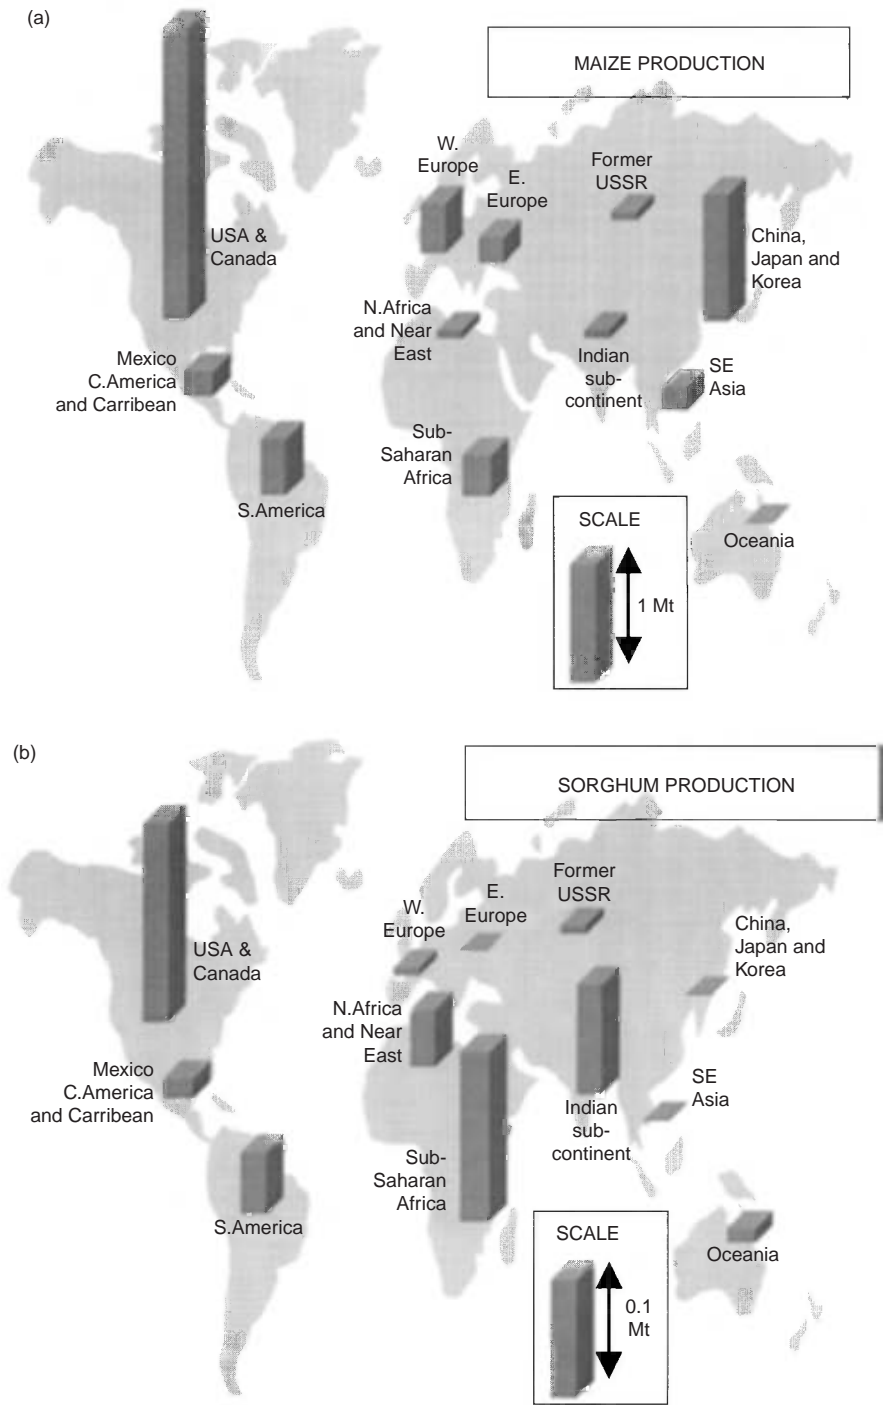 (a)
MAIZE PRODUCTION
W.
Europe
E.
Europe
Former
USSR
USA &
Canada
China,
Japan and
Korea
N.Africa
and Near
East
Indian
sub-
continent
SE
Asia
Mexico
C.America
and Carribean
Sub-
Saharan
Africa
S.America
Oceania
SCALE
1 Mt
(b)
SORGHUM PRODUCTION
W.
Europe
E.
Europe
Former
USSR
USA &
Canada
China,
Japan and
Korea
N.Africa
and Near
East
Mexico
C.America
and Carribean
SE
Asia
Indian
sub-
continent
Sub-
Saharan
Africa
S.America
Oceania
SCALE
0.1
Mt